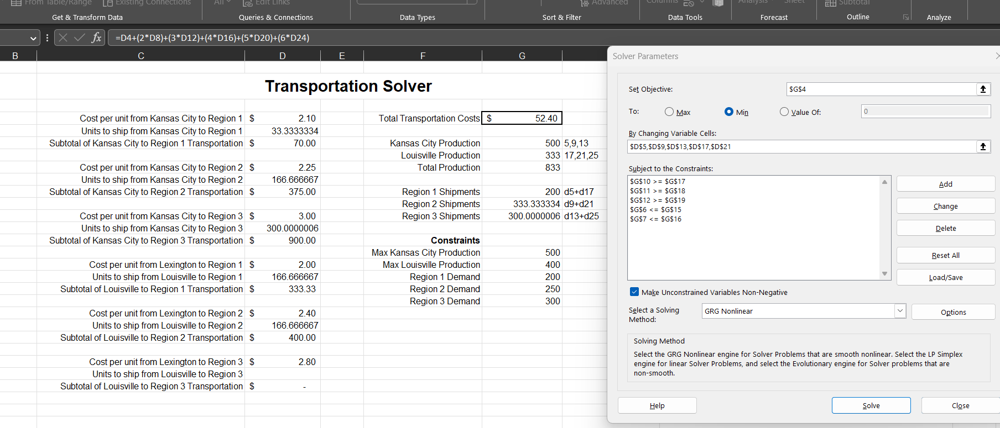 From Table/Range Existing Connections All Edit Links Advanced Columns Analysis Sheet Subtotal
Get & Transform Data Queries & Connections Data Types Sort & Filter Data Tools Forecast Outline Analyze
fx =D4+(2*D8)+(3*D12)+(4*D16)+(5*D20)+(6*D24)
B C D E F G
Transportation Solver
Cost per unit from Kansas City to Region 1 $ 2.10 Total Transportation Costs $ 52.40
Units to ship from Kansas City to Region 1 33.3333334
Subtotal of Kansas City to Region 1 Transportation $ 70.00 Kansas City Production 500 5,9,13
Louisville Production 333 17,21,25
Cost per unit from Kansas City to Region 2 $ 2.25 Total Production 833
Units to ship from Kansas City to Region 2 166.666667
Subtotal of Kansas City to Region 2 Transportation $ 375.00 Region 1 Shipments 200 d5+d17
Region 2 Shipments 333.333334 d9+d21
Cost per unit from Kansas City to Region 3 $ 3.00 Region 3 Shipments 300.0000006 d13+d25
Units to ship from Kansas City to Region 3 300.0000006
Subtotal of Kansas City to Region 3 Transportation $ 900.00 Constraints
Max Kansas City Production 500
Cost per unit from Lexington to Region 1 $ 2.00 Max Louisville Production 400
Units to ship from Louisville to Region 1 166.666667 Region 1 Demand 200
Subtotal of Louisville to Region 1 Transportation $ 333.33 Region 2 Demand 250
Region 3 Demand 300
Cost per unit from Lexington to Region 2 $ 2.40
Units to ship from Louisville to Region 2 166.666667
Subtotal of Louisville to Region 2 Transportation $ 400.00
Cost per unit from Lexington to Region 3 $ 2.80
Units to ship from Louisville to Region 3
Subtotal of Louisville to Region 3 Transportation $ -
Solver Parameters
Set Objective: $G$4
To: Max Min Value Of: 0
By Changing Variable Cells:
$D$5,$D$9,$D$13,$D$17,$D$21
Subject to the Constraints:
$G$10 >= $G$17
$G$11 >= $G$18
$G$12 >= $G$19
$G$6 <= $G$15
$G$7 <= $G$16
Add
Change
Delete
Reset All
Load/Save
Make Unconstrained Variables Non-Negative
Select a Solving
Method:
GRG Nonlinear
Options
Solving Method
Select the GRG Nonlinear engine for Solver Problems that are smooth nonlinear. Select the LP Simplex
engine for linear Solver Problems, and select the Evolutionary engine for Solver problems that are
non-smooth.
Help Solve Close